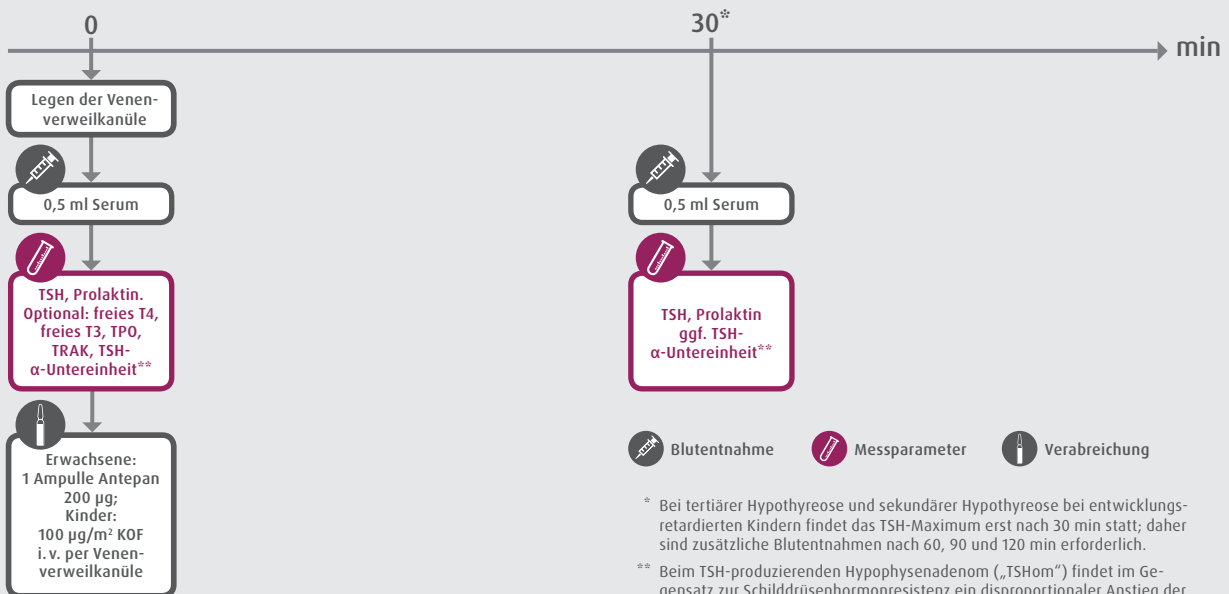 0
30*
min
Legen der Venen-
verweilkanüle
0,5 ml Serum
TSH, Prolaktin.
Optional: freies T4,
freies T3, TPO,
TRAK, TSH-
α-Untereinheit**
Erwachsene:
1 Ampulle Antepan
200 µg;
Kinder:
100 µg/m² KOF
i. v. per Venen-
verweilkanüle
0,5 ml Serum
TSH, Prolaktin
ggf. TSH-
α-Untereinheit**
Blutentnahme
Messparameter
Verabreichung
* Bei tertiärer Hypothyreose und sekundärer Hypothyreose bei entwicklungs-
retardierten Kindern findet das TSH-Maximum erst nach 30 min statt; daher
sind zusätzliche Blutentnahmen nach 60, 90 und 120 min erforderlich.
** Beim TSH-produzierenden Hypophysenadenom („TSHom“) findet im Ge-
gensatz zur Schilddrüsenhormonresistenz ein disproportionaler Anstieg der